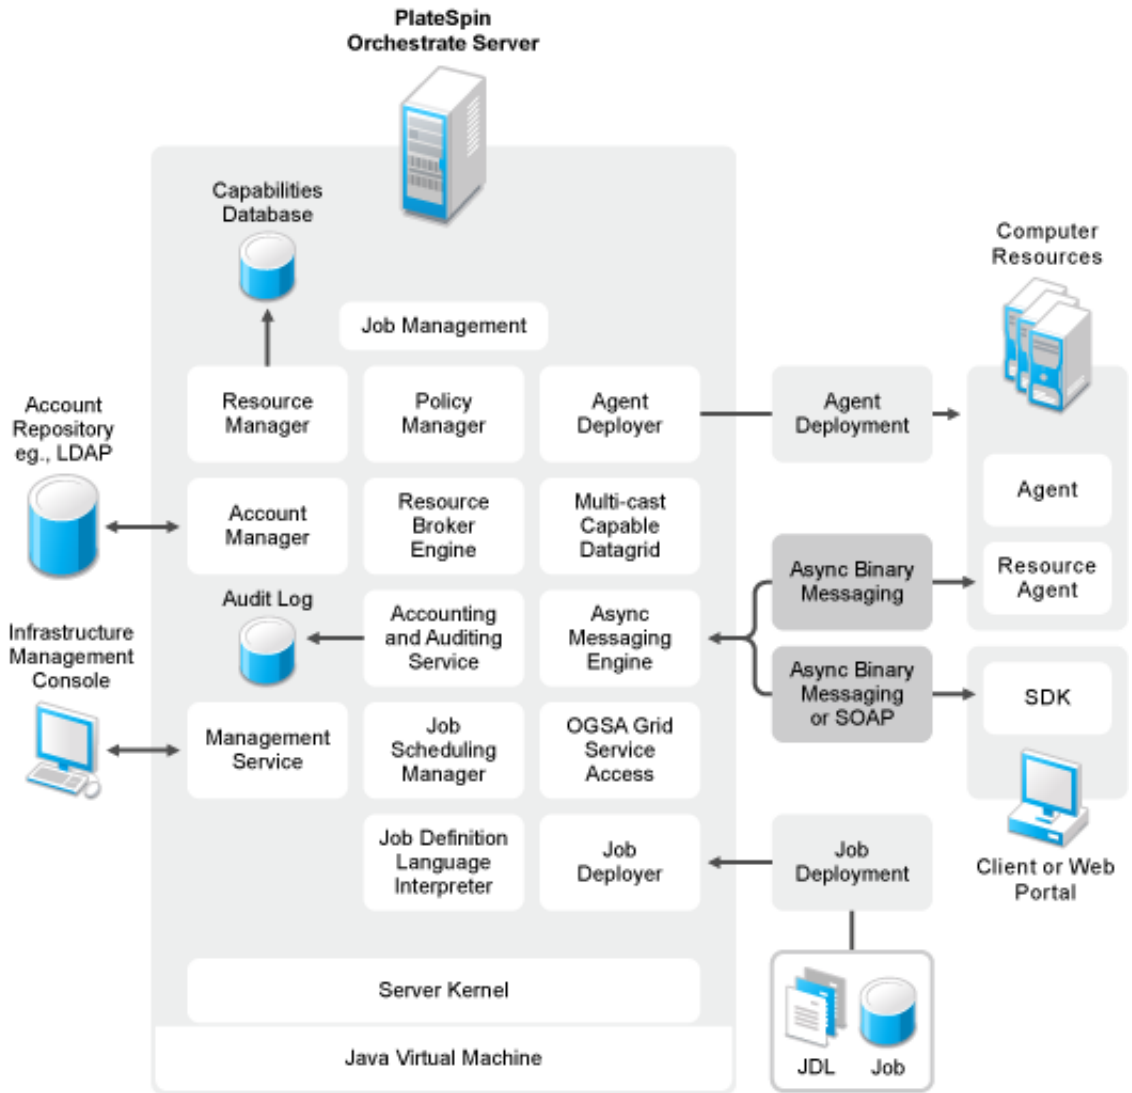 PlateSpin
Orchestrate Server
Capabilities
Database
Computer
Resources
Job Management
Account
Repository
eg., LDAP
Resource
Manager
Policy
Manager
Agent
Deployer
Agent
Deployment
Agent
Account
Manager
Resource
Broker
Engine
Multi-cast
Capable
Datagrid
Async Binary
Messaging
Resource
Agent
Infrastructure
Management
Console
Audit Log
Accounting
and Auditing
Service
Async
Messaging
Engine
Async Binary
Messaging
or SOAP
SDK
Management
Service
Job
Scheduling
Manager
OGSA Grid
Service
Access
Client or Web
Portal
Job Definition
Language
Interpreter
Job
Deployer
Job
Deployment
Server Kernel
Java Virtual Machine
JDL
Job